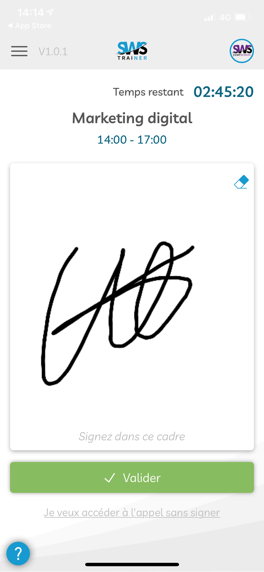 14:14
App Store
4G
V1.0.1
SWS
TRAINER
SWS
Temps restant 02:45:20
Marketing digital
14:00 - 17:00
Signez dans ce cadre
Valider
Je veux accéder à l'appel sans signer
?